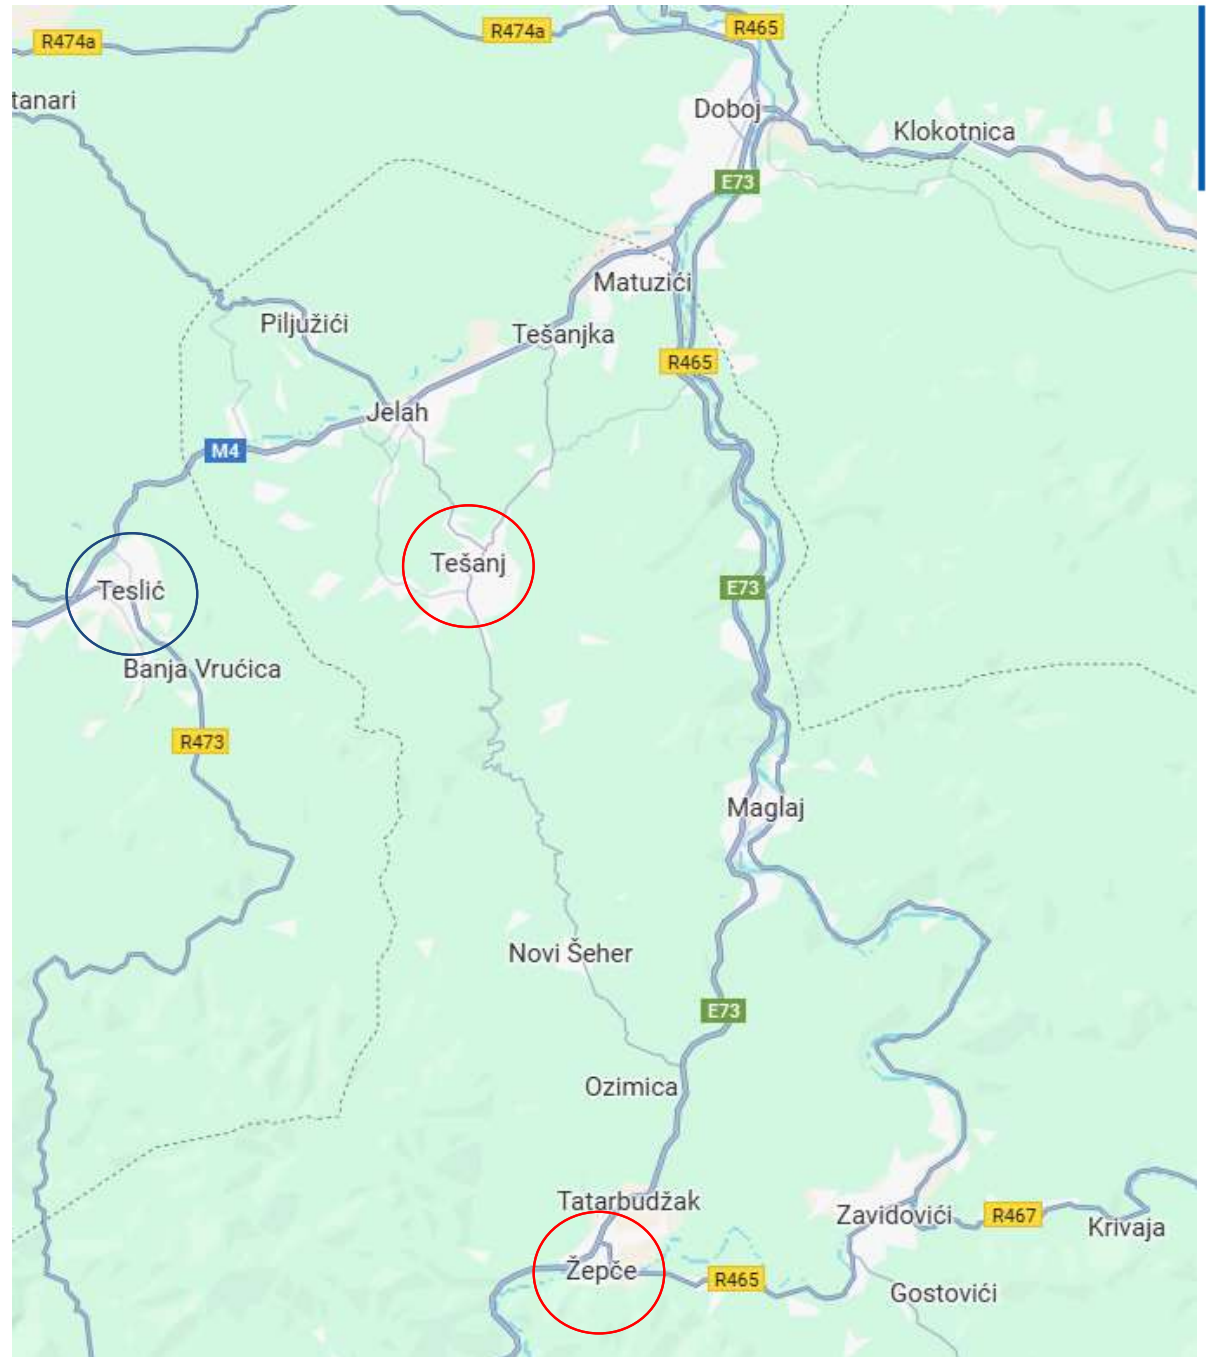 R474a
R474a
R465
tanari
Doboj
Klokotnica
E73
Matuzići
Piljužići
Tešanjka
R465
Jelah
M4
Tešanj
Teslić
E73
Banja Vrućica
R473
Maglaj
Novi Šeher
E73
Ozimica
Tatarbudžak
Zavidovići
R467
Krivaja
Žepče
R465
Gostovići